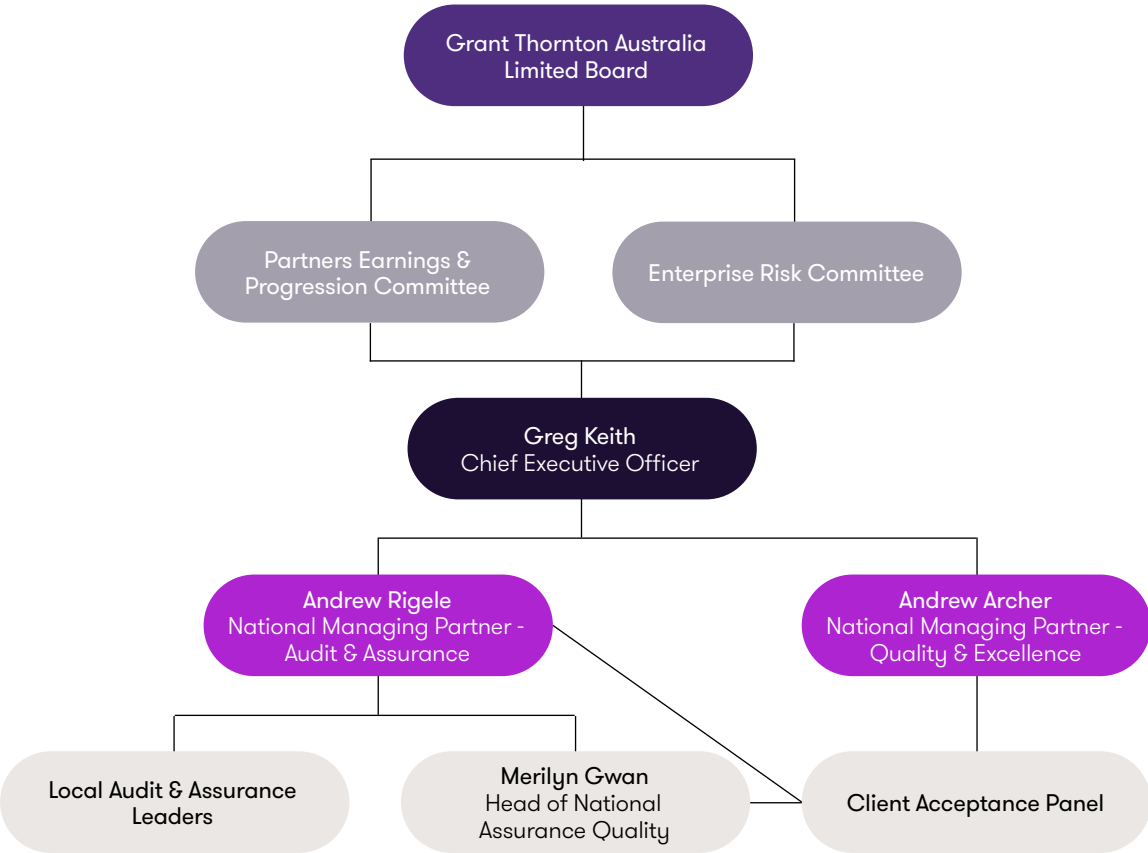 Grant Thornton Australia
Limited Board
Partners Earnings &
Progression Committee
Enterprise Risk Committee
Greg Keith
Chief Executive Officer
Andrew Rigele
National Managing Partner -
Audit & Assurance
Andrew Archer
National Managing Partner -
Quality & Excellence
Local Audit & Assurance
Leaders
Merilyn Gwan
Head of National
Assurance Quality
Client Acceptance Panel